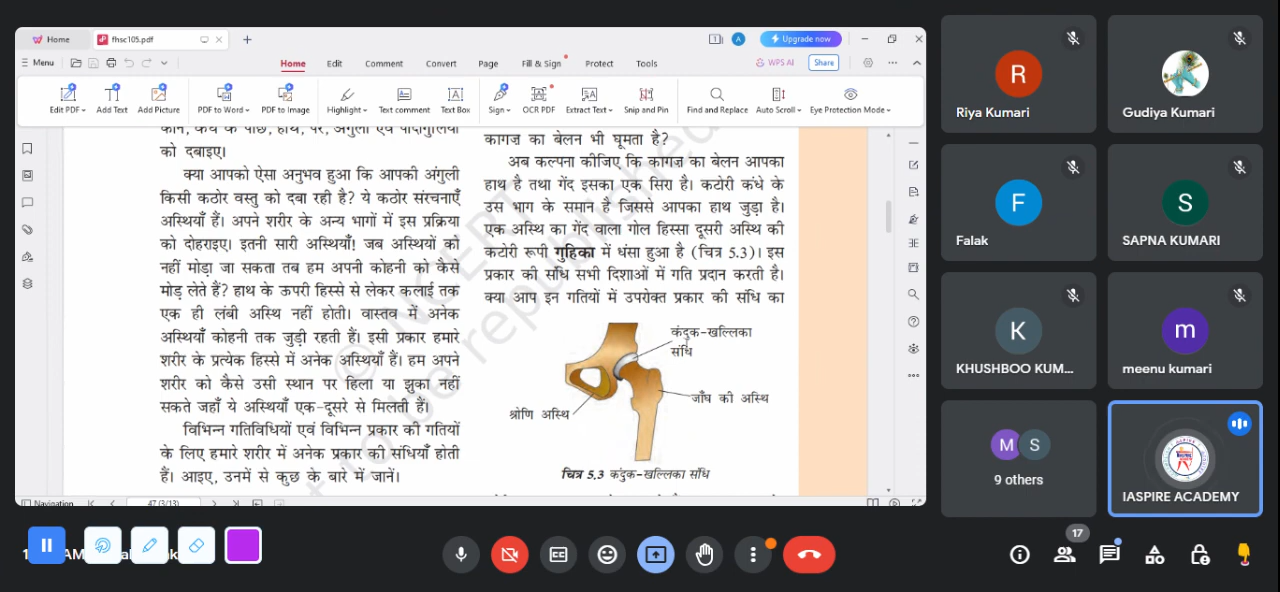 Home
fhsc105.pdf
A
Upgrade now
Menu
Home
Edit
Comment
Convert
Page
Fill & Sign
Protect
Tools
WPS AI
Share
Edit PDF
Add Text
Add Picture
PDF to Word
PDF to Image
Highlight
Text comment
Text Box
Sign
OCR PDF
Extract Text
Snip and Pin
Find and Replace
Auto Scroll
Eye Protection Mode
को दबाइए।
क्या आपको ऐसा अनुभव हुआ कि आपकी अंगुली
किसी कठोर वस्तु को दबा रही है? ये कठोर संरचनाएँ
अस्थियाँ हैं। अपने शरीर के अन्य भागों में इस प्रक्रिया
को दोहराइए। इतनी सारी अस्थियाँ! जब अस्थियों को
नहीं मोड़ा जा सकता तब हम अपनी कोहनी को कैसे
मोड़ लेते हैं? हाथ के ऊपरी हिस्से से लेकर कलाई तक
एक ही लंबी अस्थि नहीं होती। वास्तव में अनेक
अस्थियाँ कोहनी तक जुड़ी रहती हैं। इसी प्रकार हमारे
शरीर के प्रत्येक हिस्से में अनेक अस्थियाँ हैं। हम अपने
शरीर को कैसे उसी स्थान पर हिला या झुका नहीं
सकते जहाँ ये अस्थियाँ एक-दूसरे से मिलती हैं।
विभिन्न गतिविधियों एवं विभिन्न प्रकार की गतियों
के लिए हमारे शरीर में अनेक प्रकार की संधियाँ होती
हैं। आइए, उनमें से कुछ के बारे में जानें।
कागज़ का बेलन भी घूमता है?
अब कल्पना कीजिए कि कागज़ का बेलन आपका
हाथ है तथा गेंद इसका एक सिरा है। कटोरी कंधे के
उस भाग के समान है जिससे आपका हाथ जुड़ा है।
एक अस्थि का गेंद वाला गोल हिस्सा दूसरी अस्थि की
कटोरी रूपी गुहिका में धंसा हुआ है (चित्र 5.3)। इस
प्रकार की संधि सभी दिशाओं में गति प्रदान करती है।
क्या आप इन गतियों में उपरोक्त प्रकार की संधि का
कंदुक-खल्लिका
संधि
जाँघ की अस्थि
श्रोणि अस्थि
चित्र 5.3 कंदुक-खल्लिका संधि
© NCERT
to be republished
Navigation
47 (3/13)
R
Riya Kumari
Gudiya Kumari
F
Falak
S
SAPNA KUMARI
K
KHUSHBOO KUM...
m
meenu kumari
M
S
9 others
IASPIRE ACADEMY
17